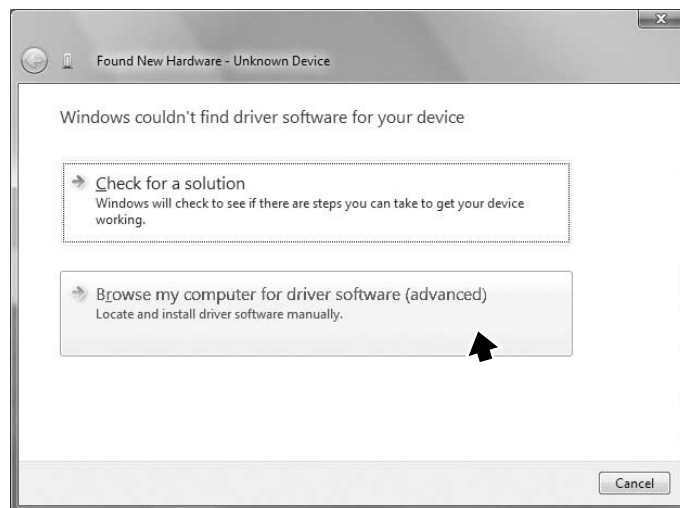 Found New Hardware - Unknown Device
Windows couldn't find driver software for your device
Check for a solution
Windows will check to see if there are steps you can take to get your device
working.
Browse my computer for driver software (advanced)
Locate and install driver software manually.
Cancel